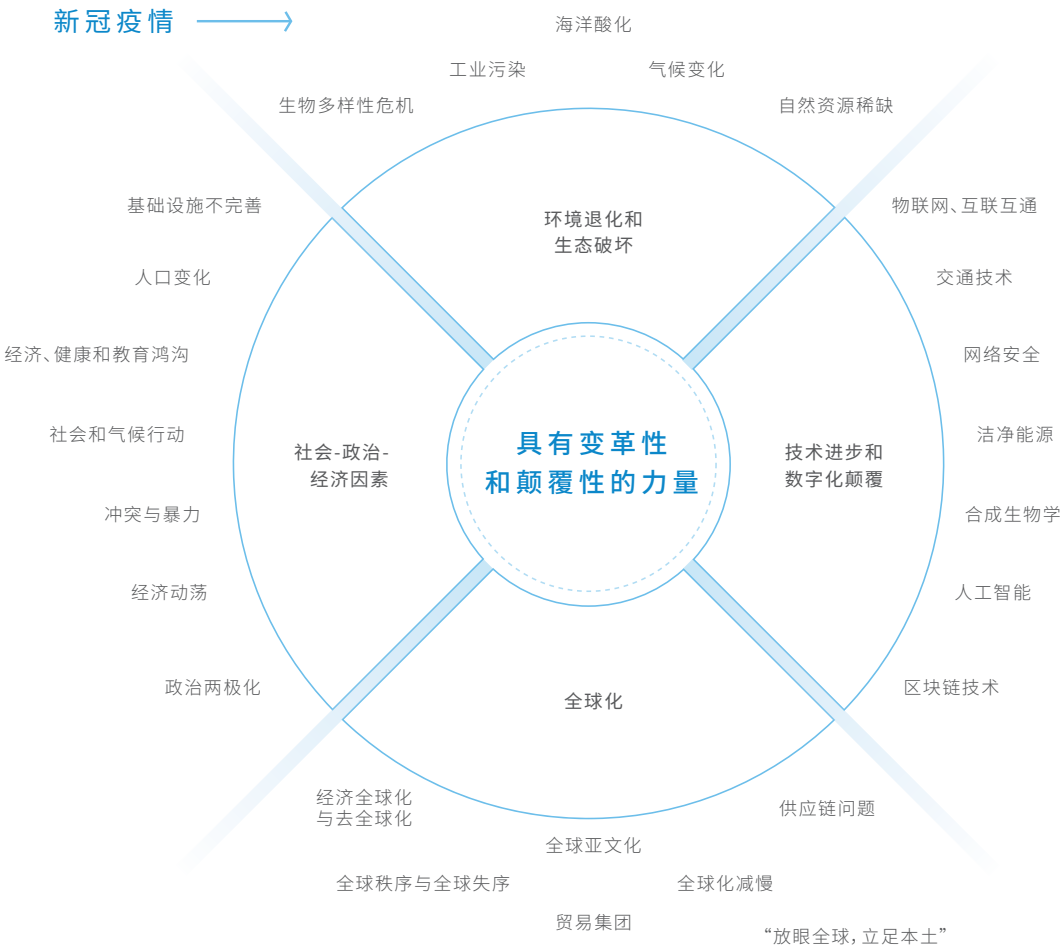 新冠疫情
海洋酸化
工业污染
气候变化
生物多样性危机
自然资源稀缺
基础设施不完善
物联网、互联互通
环境退化和
生态破坏
人口变化
交通技术
经济、健康和教育鸿沟
网络安全
社会和气候行动
洁净能源
具有变革性
和颠覆性的力量
社会-政治-
经济因素
技术进步和
数字化颠覆
冲突与暴力
合成生物学
经济动荡
人工智能
政治两极化
区块链技术
全球化
经济全球化
与去全球化
供应链问题
全球亚文化
全球秩序与全球失序
全球化减慢
贸易集团
“放眼全球，立足本土”